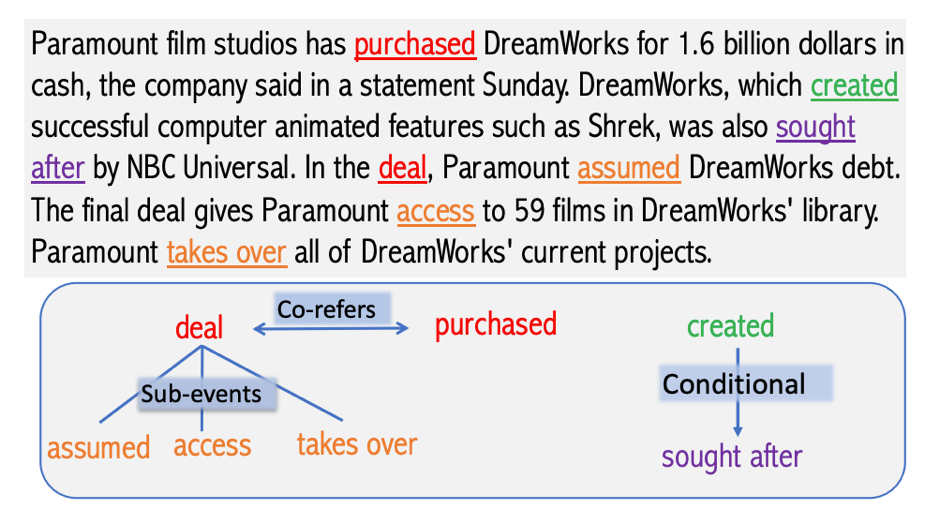 Paramount film studios has purchased DreamWorks for 1.6 billion dollars in
cash, the company said in a statement Sunday. DreamWorks, which created
successful computer animated features such as Shrek, was also sought
after by NBC Universal. In the deal, Paramount assumed DreamWorks debt.
The final deal gives Paramount access to 59 films in DreamWorks' library.
Paramount takes over all of DreamWorks' current projects.
Co-refers
deal
purchased
created
Sub-events
Conditional
assumed
access
takes over
sought after